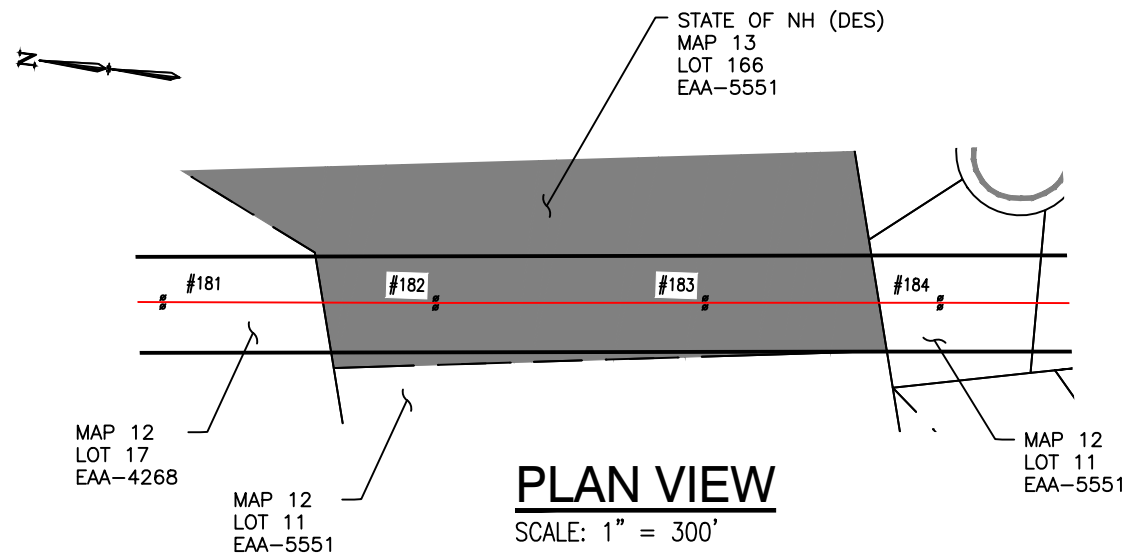 STATE OF NH (DES)
MAP 13
LOT 166
EAA-5551
N
#181
#182
#183
#184
MAP 12
LOT 17
EAA-4268
MAP 12
LOT 11
EAA-5551
MAP 12
LOT 11
EAA-5551
PLAN VIEW
SCALE: 1" = 300'